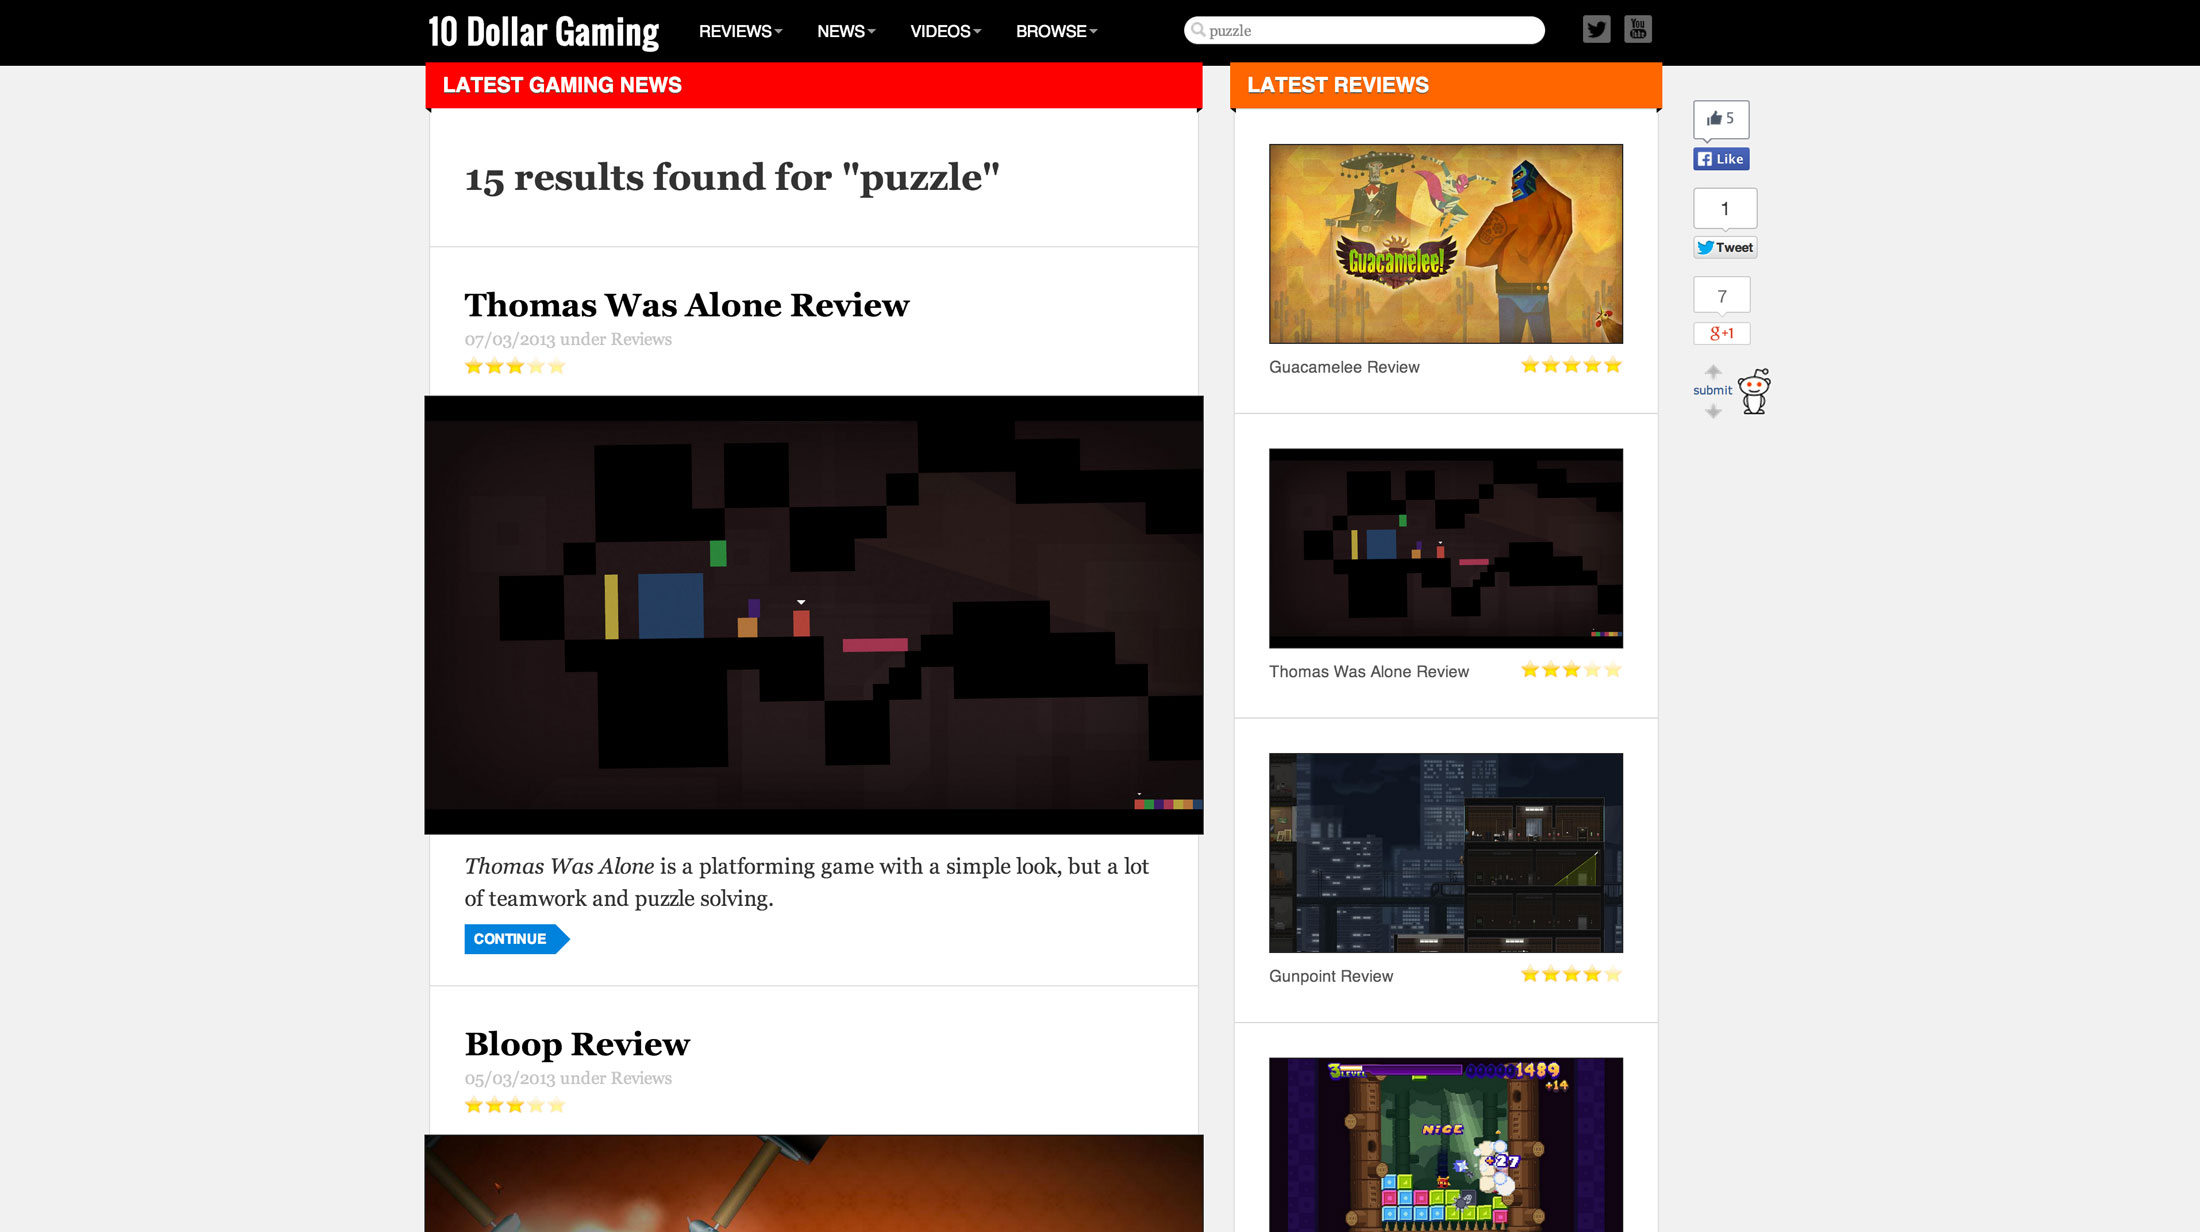 10 Dollar Gaming
REVIEWS
NEWS
VIDEOS
BROWSE
puzzle
You
Tube
LATEST GAMING NEWS
15 results found for "puzzle"
Thomas Was Alone Review
07/03/2013 under Reviews
Thomas Was Alone is a platforming game with a simple look, but a lot
of teamwork and puzzle solving.
CONTINUE
Bloop Review
05/03/2013 under Reviews
LATEST REVIEWS
Guacamelee!
Guacamelee Review
Thomas Was Alone Review
Gunpoint Review
3
LEVEL
000001489
+14
NICE
+27
5
Like
1
Tweet
7
g+1
submit